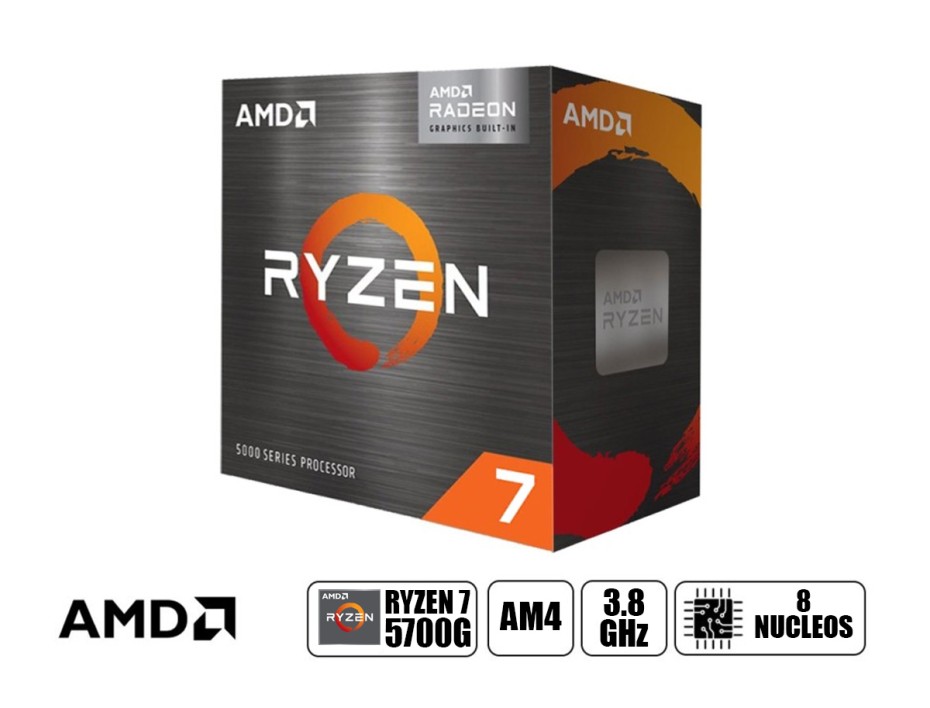 AMD
AMD
RADEON
GRAPHICS BUILT-IN
AMD
RYZEN
AMD
RYZEN
5000 SERIES PROCESSOR
7
AMD
AMD
RYZEN
RYZEN 7
5700G
AM4
3.8
GHz
8
NUCLEOS